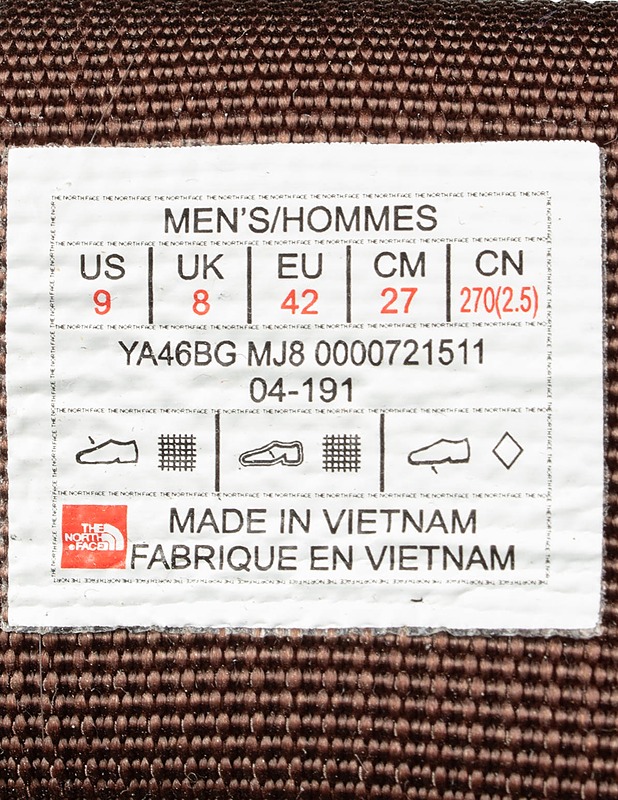 MEN'S/HOMMES
US UK EU CM CN
9 8 42 27 270(2.5)
YA46BG MJ8 0000721511
04-191
THE
NORTH
FACE
MADE IN VIETNAM
FABRIQUE EN VIETNAM